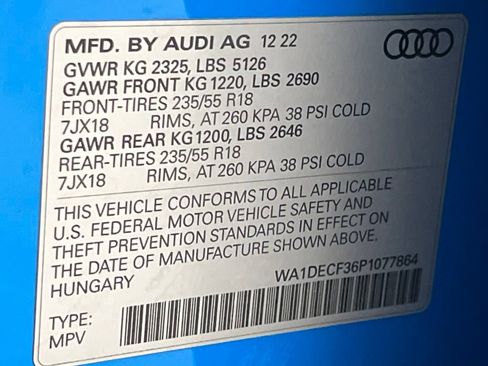 MFD. BY AUDI AG 12 22
GVWR KG 2325, LBS 5126
GAWR FRONT KG 1220, LBS 2690
FRONT-TIRES 235/55 R18
7JX18 RIMS, AT 260 KPA 38 PSI COLD
GAWR REAR KG 1200, LBS 2646
REAR-TIRES 235/55 R18
7JX18 RIMS, AT 260 KPA 38 PSI COLD
THIS VEHICLE CONFORMS TO ALL APPLICABLE
U.S. FEDERAL MOTOR VEHICLE SAFETY AND
THEFT PREVENTION STANDARDS IN EFFECT ON
THE DATE OF MANUFACTURE SHOWN ABOVE.
HUNGARY
WA1DECF36P1077864
TYPE:
MPV